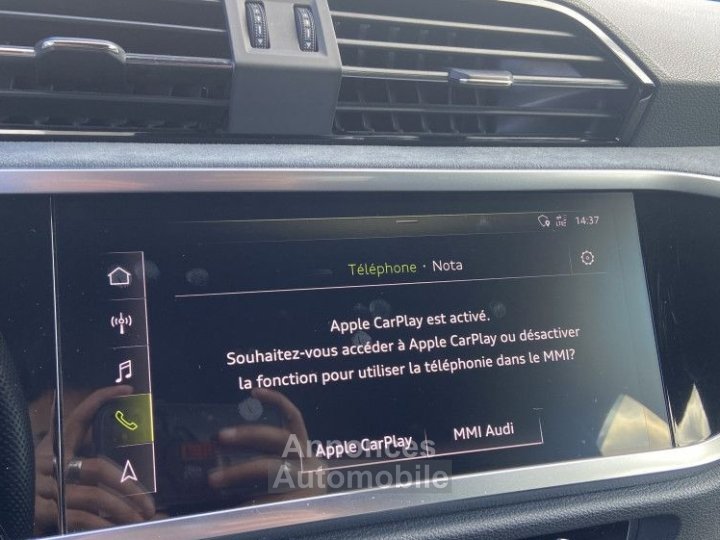 LTE 14:37
Téléphone · Nota
Apple CarPlay est activé.
Souhaitez-vous accéder à Apple CarPlay ou désactiver
la fonction pour utiliser la téléphonie dans le MMI?
Apple CarPlay MMI Audi
Annonces
Automobile